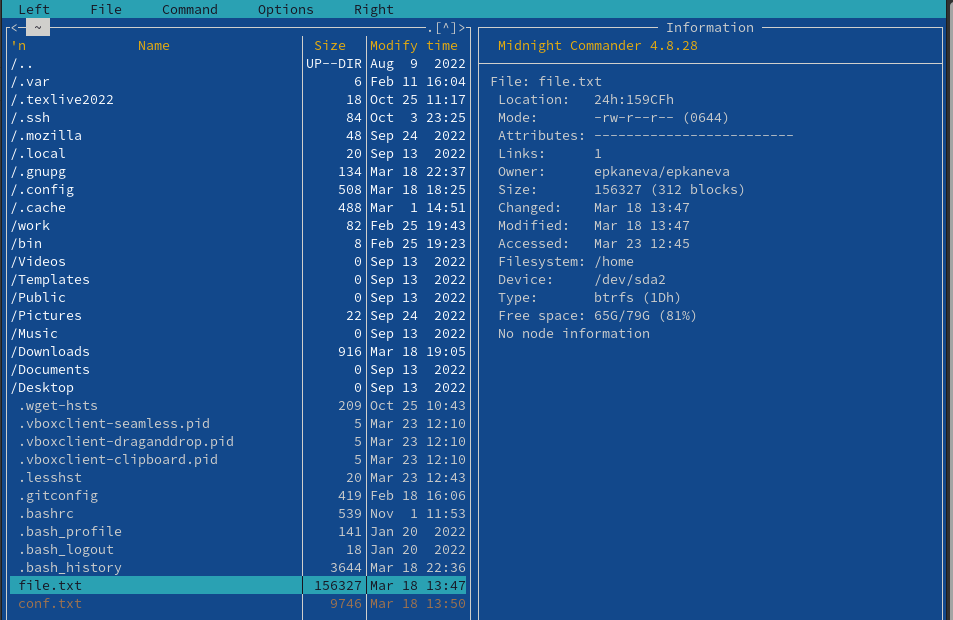 Left File Command Options Right
<- ~ .[^]>
'n Name Size Modify time
/.. UP--DIR Aug 9 2022
/.var 6 Feb 11 16:04
/.texlive2022 18 Oct 25 11:17
/.ssh 84 Oct 3 23:25
/.mozilla 48 Sep 24 2022
/.local 20 Sep 13 2022
/.gnupg 134 Mar 18 22:37
/.config 508 Mar 18 18:25
/.cache 488 Mar 1 14:51
/work 82 Feb 25 19:43
/bin 8 Feb 25 19:23
/Videos 0 Sep 13 2022
/Templates 0 Sep 13 2022
/Public 0 Sep 13 2022
/Pictures 22 Sep 24 2022
/Music 0 Sep 13 2022
/Downloads 916 Mar 18 19:05
/Documents 0 Sep 13 2022
/Desktop 0 Sep 13 2022
.wget-hsts 209 Oct 25 10:43
.vboxclient-seamless.pid 5 Mar 23 12:10
.vboxclient-draganddrop.pid 5 Mar 23 12:10
.vboxclient-clipboard.pid 5 Mar 23 12:10
.lesshst 20 Mar 23 12:43
.gitconfig 419 Feb 18 16:06
.bashrc 539 Nov 1 11:53
.bash_profile 141 Jan 20 2022
.bash_logout 18 Jan 20 2022
.bash_history 3644 Mar 18 22:36
file.txt 156327 Mar 18 13:47
conf.txt 9746 Mar 18 13:50
Information
Midnight Commander 4.8.28
File: file.txt
Location: 24h:159CFh
Mode: -rw-r--r-- (0644)
Attributes: -------------------------
Links: 1
Owner: epkaneva/epkaneva
Size: 156327 (312 blocks)
Changed: Mar 18 13:47
Modified: Mar 18 13:47
Accessed: Mar 23 12:45
Filesystem: /home
Device: /dev/sda2
Type: btrfs (1Dh)
Free space: 65G/79G (81%)
No node information